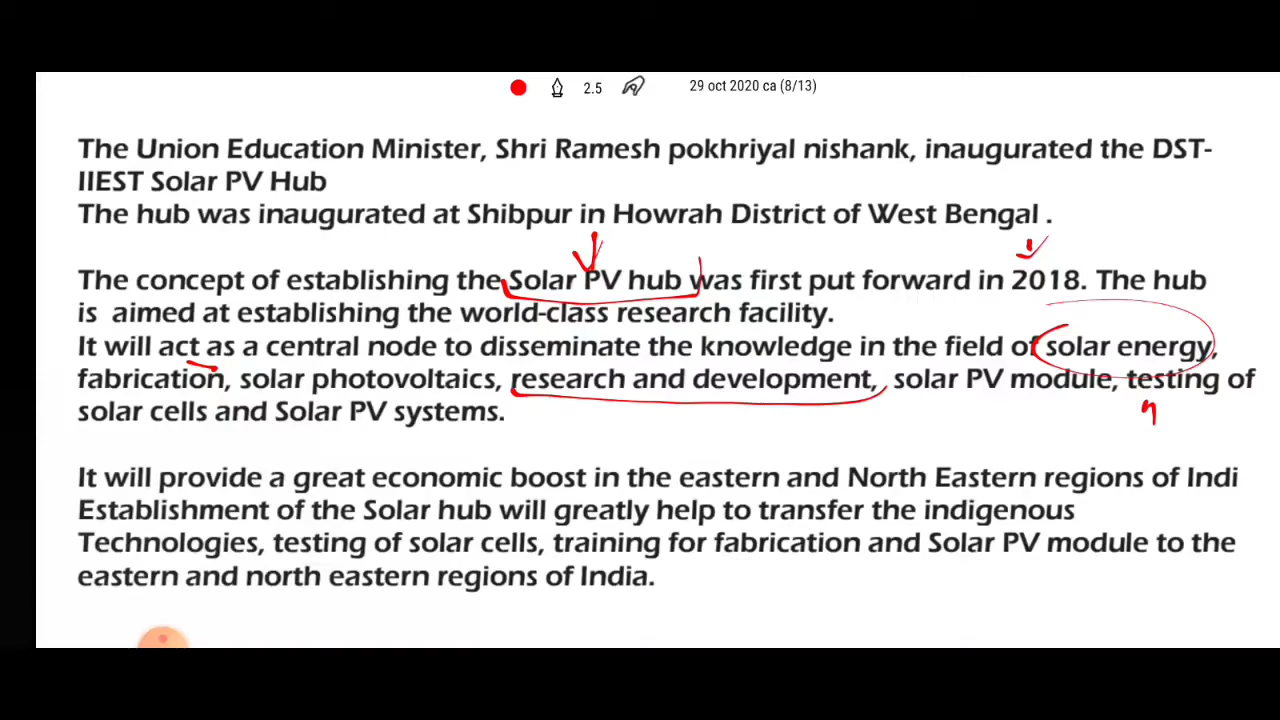 2.5
29 oct 2020 ca (8/13)
The Union Education Minister, Shri Ramesh pokhriyal nishank, inaugurated the DST-
IIEST Solar PV Hub
The hub was inaugurated at Shibpur in Howrah District of West Bengal .
The concept of establishing the Solar PV hub was first put forward in 2018. The hub
is aimed at establishing the world-class research facility.
It will act as a central node to disseminate the knowledge in the field of solar energy,
fabrication, solar photovoltaics, research and development, solar PV module, testing of
solar cells and Solar PV systems.
It will provide a great economic boost in the eastern and North Eastern regions of Indi
Establishment of the Solar hub will greatly help to transfer the indigenous
Technologies, testing of solar cells, training for fabrication and Solar PV module to the
eastern and north eastern regions of India.